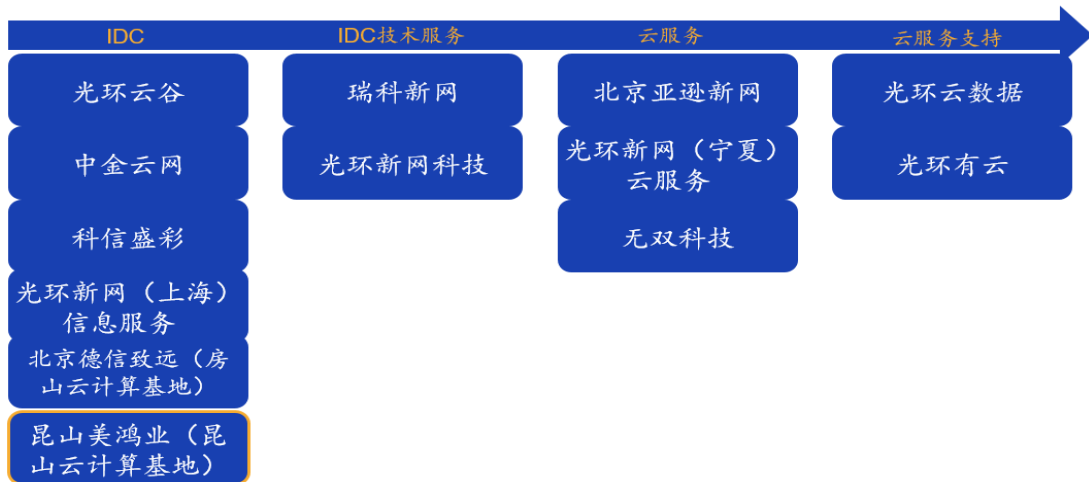 IDC
IDC技术服务
云服务
云服务支持
光环云谷
瑞科新网
北京亚逊新网
光环云数据
中金云网
光环新网科技
光环新网（宁夏）
云服务
光环有云
科信盛彩
无双科技
光环新网（上海）
信息服务
北京德信致远（房
山云计算基地）
昆山美鸿业（昆
山云计算基地）